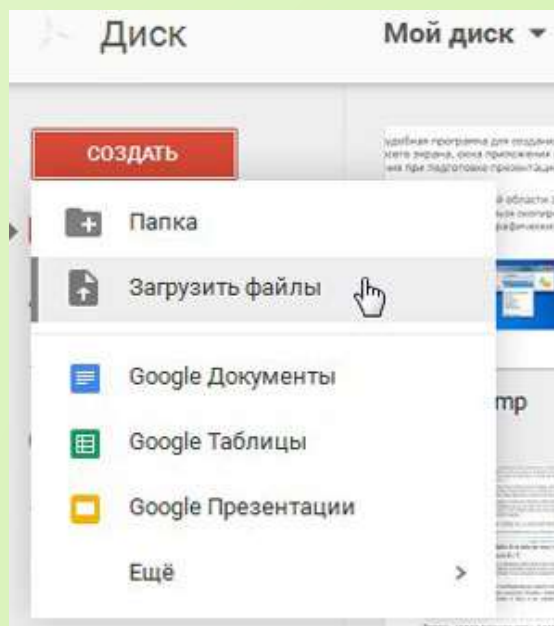 Диск
Мой диск
СОЗДАТЬ
Папка
Загрузить файлы
Google Документы
Google Таблицы
Google Презентации
Ещё
mp